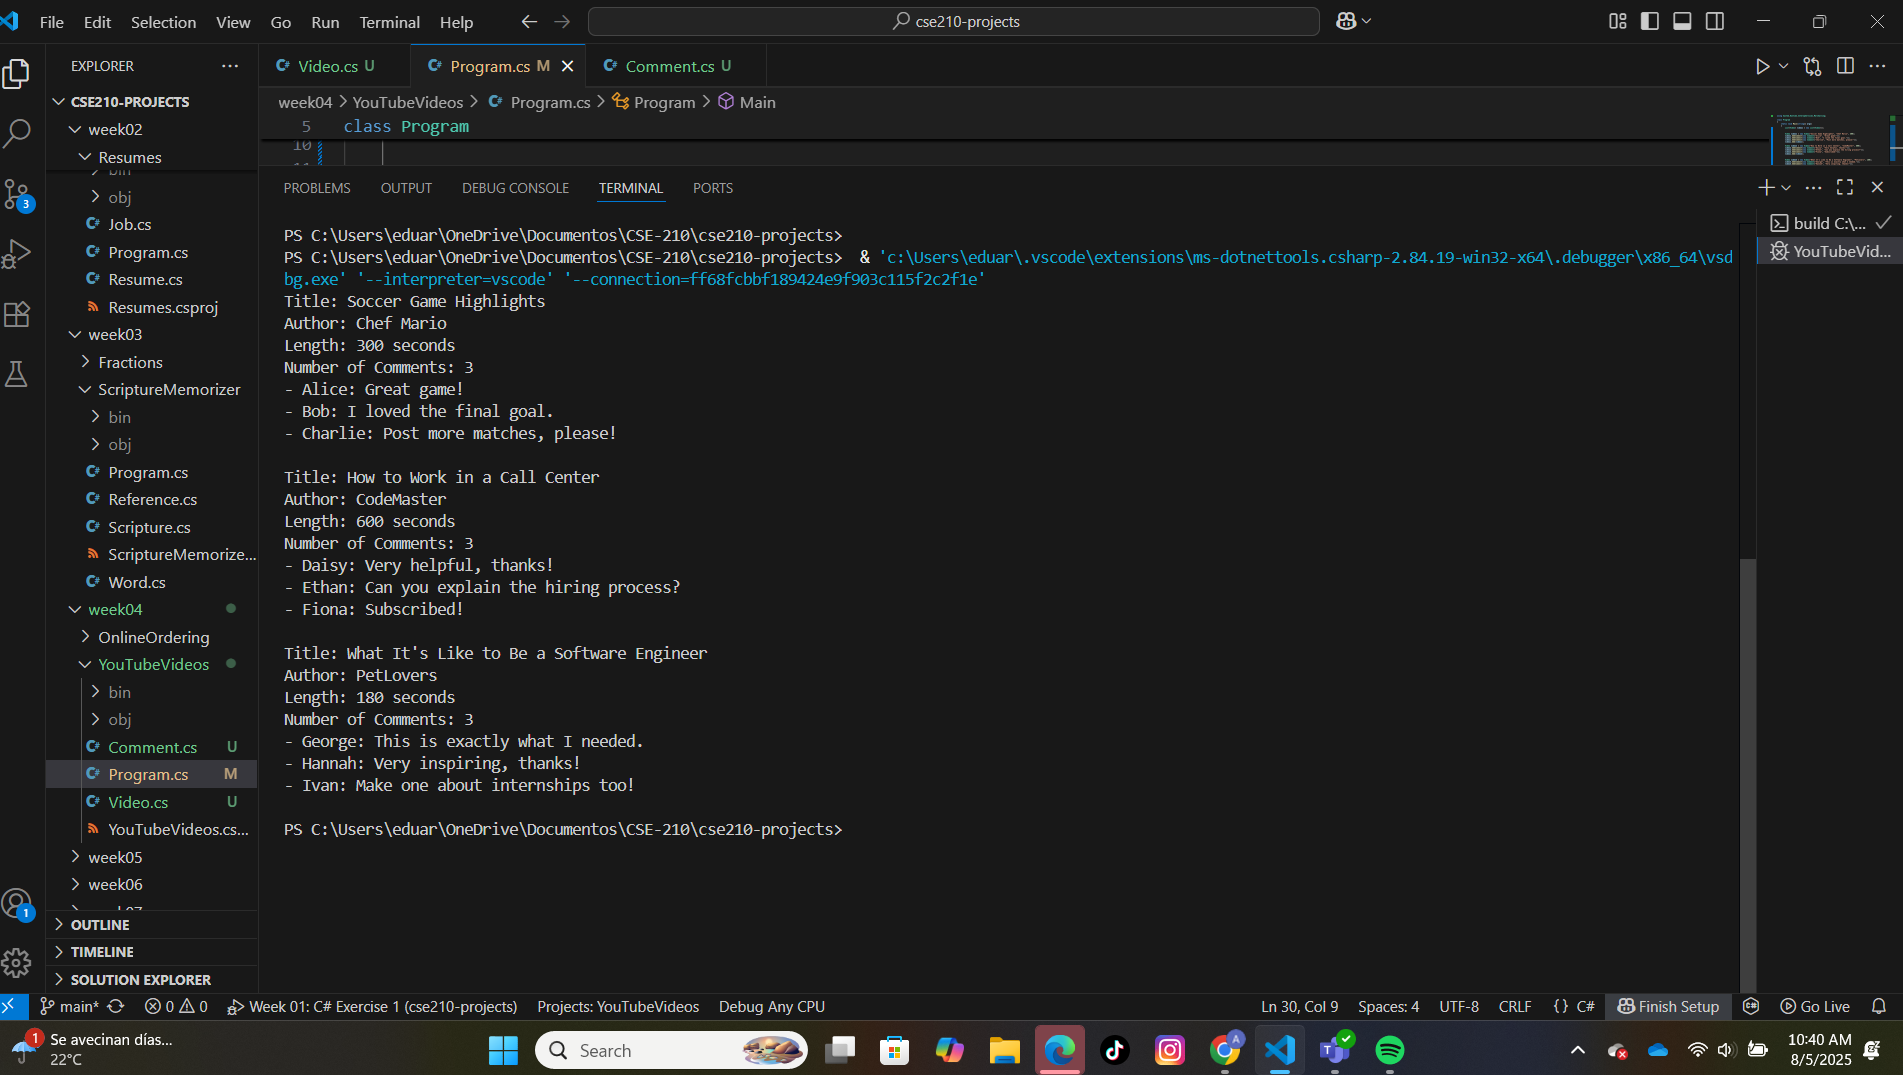 File Edit Selection View Go Run Terminal Help
cse210-projects
EXPLORER
CSE210-PROJECTS
week02
Resumes
bin
obj
Job.cs
Program.cs
Resume.cs
Resumes.csproj
week03
Fractions
ScriptureMemorizer
bin
obj
Program.cs
Reference.cs
Scripture.cs
ScriptureMemorize...
Word.cs
week04
OnlineOrdering
YouTubeVideos
bin
obj
Comment.cs U
Program.cs M
Video.cs U
YouTubeVideos.cs...
week05
week06
OUTLINE
TIMELINE
SOLUTION EXPLORER
3
1
Video.cs U
Program.cs M
Comment.cs U
week04 > YouTubeVideos > Program.cs > Program > Main
5 class Program
10
PROBLEMS OUTPUT DEBUG CONSOLE TERMINAL PORTS
build C:\...
YouTubeVid...
PS C:\Users\eduar\OneDrive\Documentos\CSE-210\cse210-projects>
PS C:\Users\eduar\OneDrive\Documentos\CSE-210\cse210-projects> & 'c:\Users\eduar\.vscode\extensions\ms-dotnettools.csharp-2.84.19-win32-x64\.debugger\x86_64\vsd
bg.exe' '--interpreter=vscode' '--connection=ff68fcbbf189424e9f903c115f2c2f1e'
Title: Soccer Game Highlights
Author: Chef Mario
Length: 300 seconds
Number of Comments: 3
- Alice: Great game!
- Bob: I loved the final goal.
- Charlie: Post more matches, please!
Title: How to Work in a Call Center
Author: CodeMaster
Length: 600 seconds
Number of Comments: 3
- Daisy: Very helpful, thanks!
- Ethan: Can you explain the hiring process?
- Fiona: Subscribed!
Title: What It's Like to Be a Software Engineer
Author: PetLovers
Length: 180 seconds
Number of Comments: 3
- George: This is exactly what I needed.
- Hannah: Very inspiring, thanks!
- Ivan: Make one about internships too!
PS C:\Users\eduar\OneDrive\Documentos\CSE-210\cse210-projects>
main* 0 0 Week 01: C# Exercise 1 (cse210-projects) Projects: YouTubeVideos Debug Any CPU
Ln 30, Col 9 Spaces: 4 UTF-8 CRLF {} C# Finish Setup Go Live
1
Se avecinan días...
22°C
Search
10:40 AM
8/5/2025